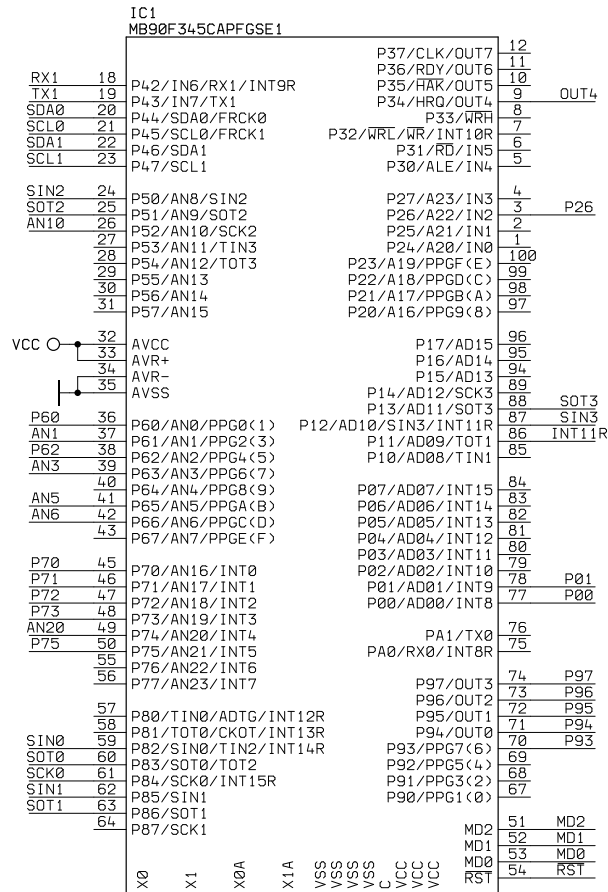 IC1
MB90F345CAPFGSE1
RX1 18 P42/IN6/RX1/INT9R
TX1 19 P43/IN7/TX1
SDA0 20 P44/SDA0/FRCK0
SCL0 21 P45/SCL0/FRCK1
SDA1 22 P46/SDA1
SCL1 23 P47/SCL1
SIN2 24 P50/AN8/SIN2
SOT2 25 P51/AN9/SOT2
AN10 26 P52/AN10/SCK2
27 P53/AN11/TIN3
28 P54/AN12/TOT3
29 P55/AN13
30 P56/AN14
31 P57/AN15
VCC 32 AVCC
33 AVR+
34 AVR-
35 AVSS
P60 36 P60/AN0/PPG0(1)
AN1 37 P61/AN1/PPG2(3)
P62 38 P62/AN2/PPG4(5)
AN3 39 P63/AN3/PPG6(7)
40 P64/AN4/PPG8(9)
AN5 41 P65/AN5/PPGA(B)
AN6 42 P66/AN6/PPGC(D)
43 P67/AN7/PPGE(F)
P70 45 P70/AN16/INT0
P71 46 P71/AN17/INT1
P72 47 P72/AN18/INT2
P73 48 P73/AN19/INT3
AN20 49 P74/AN20/INT4
P75 50 P75/AN21/INT5
55 P76/AN22/INT6
56 P77/AN23/INT7
57 P80/TIN0/ADTG/INT12R
58 P81/TOT0/CKOT/INT13R
SIN0 59 P82/SIN0/TIN2/INT14R
SOT0 60 P83/SOT0/TOT2
SCK0 61 P84/SCK0/INT15R
SIN1 62 P85/SIN1
SOT1 63 P86/SOT1
64 P87/SCK1
P37/CLK/OUT7 12
P36/RDY/OUT6 11
P35/HAK/OUT5 10
P34/HRQ/OUT4 9 OUT4
P33/WRH 8
P32/WRL/WR/INT10R 7
P31/RD/IN5 6
P30/ALE/IN4 5
P27/A23/IN3 4
P26/A22/IN2 3 P26
P25/A21/IN1 2
P24/A20/IN0 1
P23/A19/PPGF(E) 100
P22/A18/PPGD(C) 99
P21/A17/PPGB(A) 98
P20/A16/PPG9(8) 97
P17/AD15 96
P16/AD14 95
P15/AD13 94
P14/AD12/SCK3 89
P13/AD11/SOT3 88 SOT3
P12/AD10/SIN3/INT11R 87 SIN3
P11/AD09/TOT1 86 INT11R
P10/AD08/TIN1 85
P07/AD07/INT15 84
P06/AD06/INT14 83
P05/AD05/INT13 82
P04/AD04/INT12 81
P03/AD03/INT11 80
P02/AD02/INT10 79
P01/AD01/INT9 78 P01
P00/AD00/INT8 77 P00
PA1/TX0 76
PA0/RX0/INT8R 75
P97/OUT3 74 P97
P96/OUT2 73 P96
P95/OUT1 72 P95
P94/OUT0 71 P94
P93/PPG7(6) 70 P93
P92/PPG5(4) 69
P91/PPG3(2) 68
P90/PPG1(0) 67
MD2 51 MD2
MD1 52 MD1
MD0 53 MD0
RST 54 RST
X0
X1
X0A
X1A
VSS
VSS
VSS
VSS
C
VCC
VCC
VCC